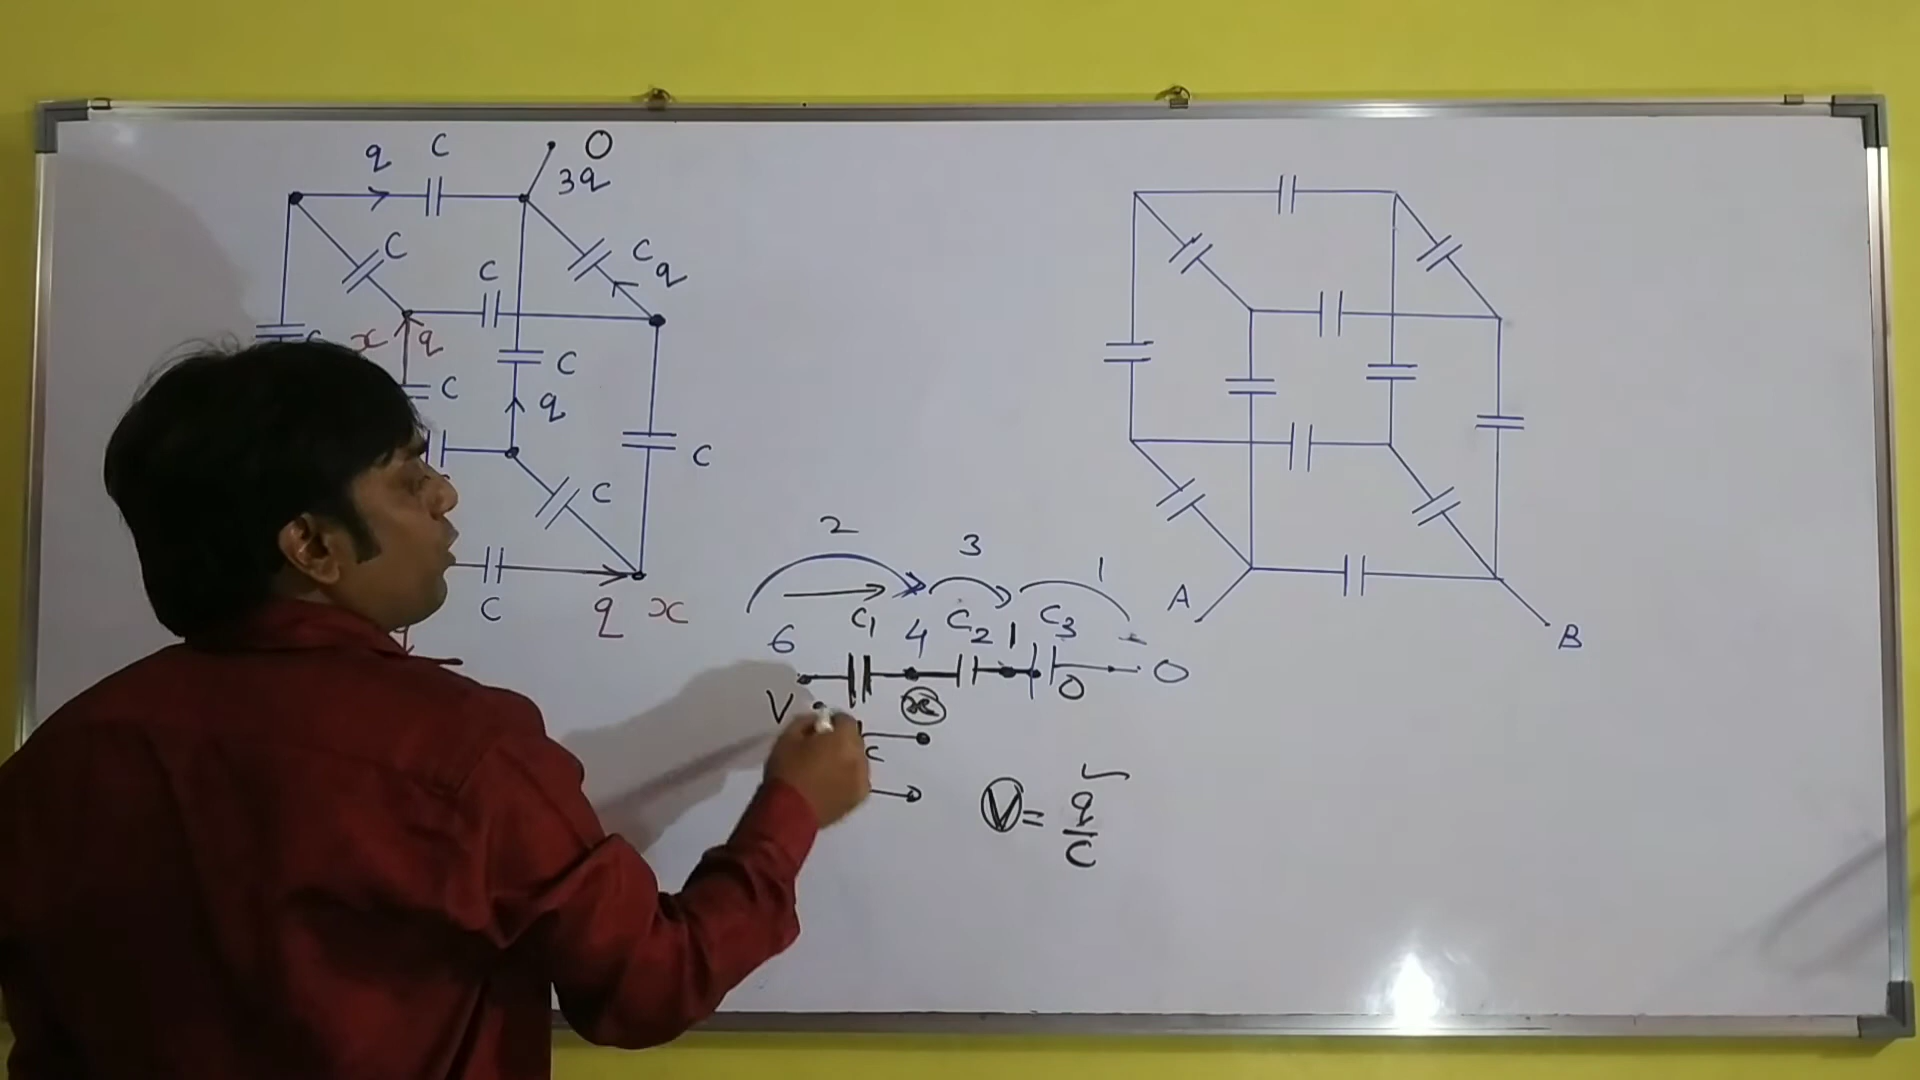 q C O
3q
C C q
C
x q
C C
C
q
C C
C q x
2 3 1
6 C1 4 C2 1 C3
V x O O
C
V = q/C
A B